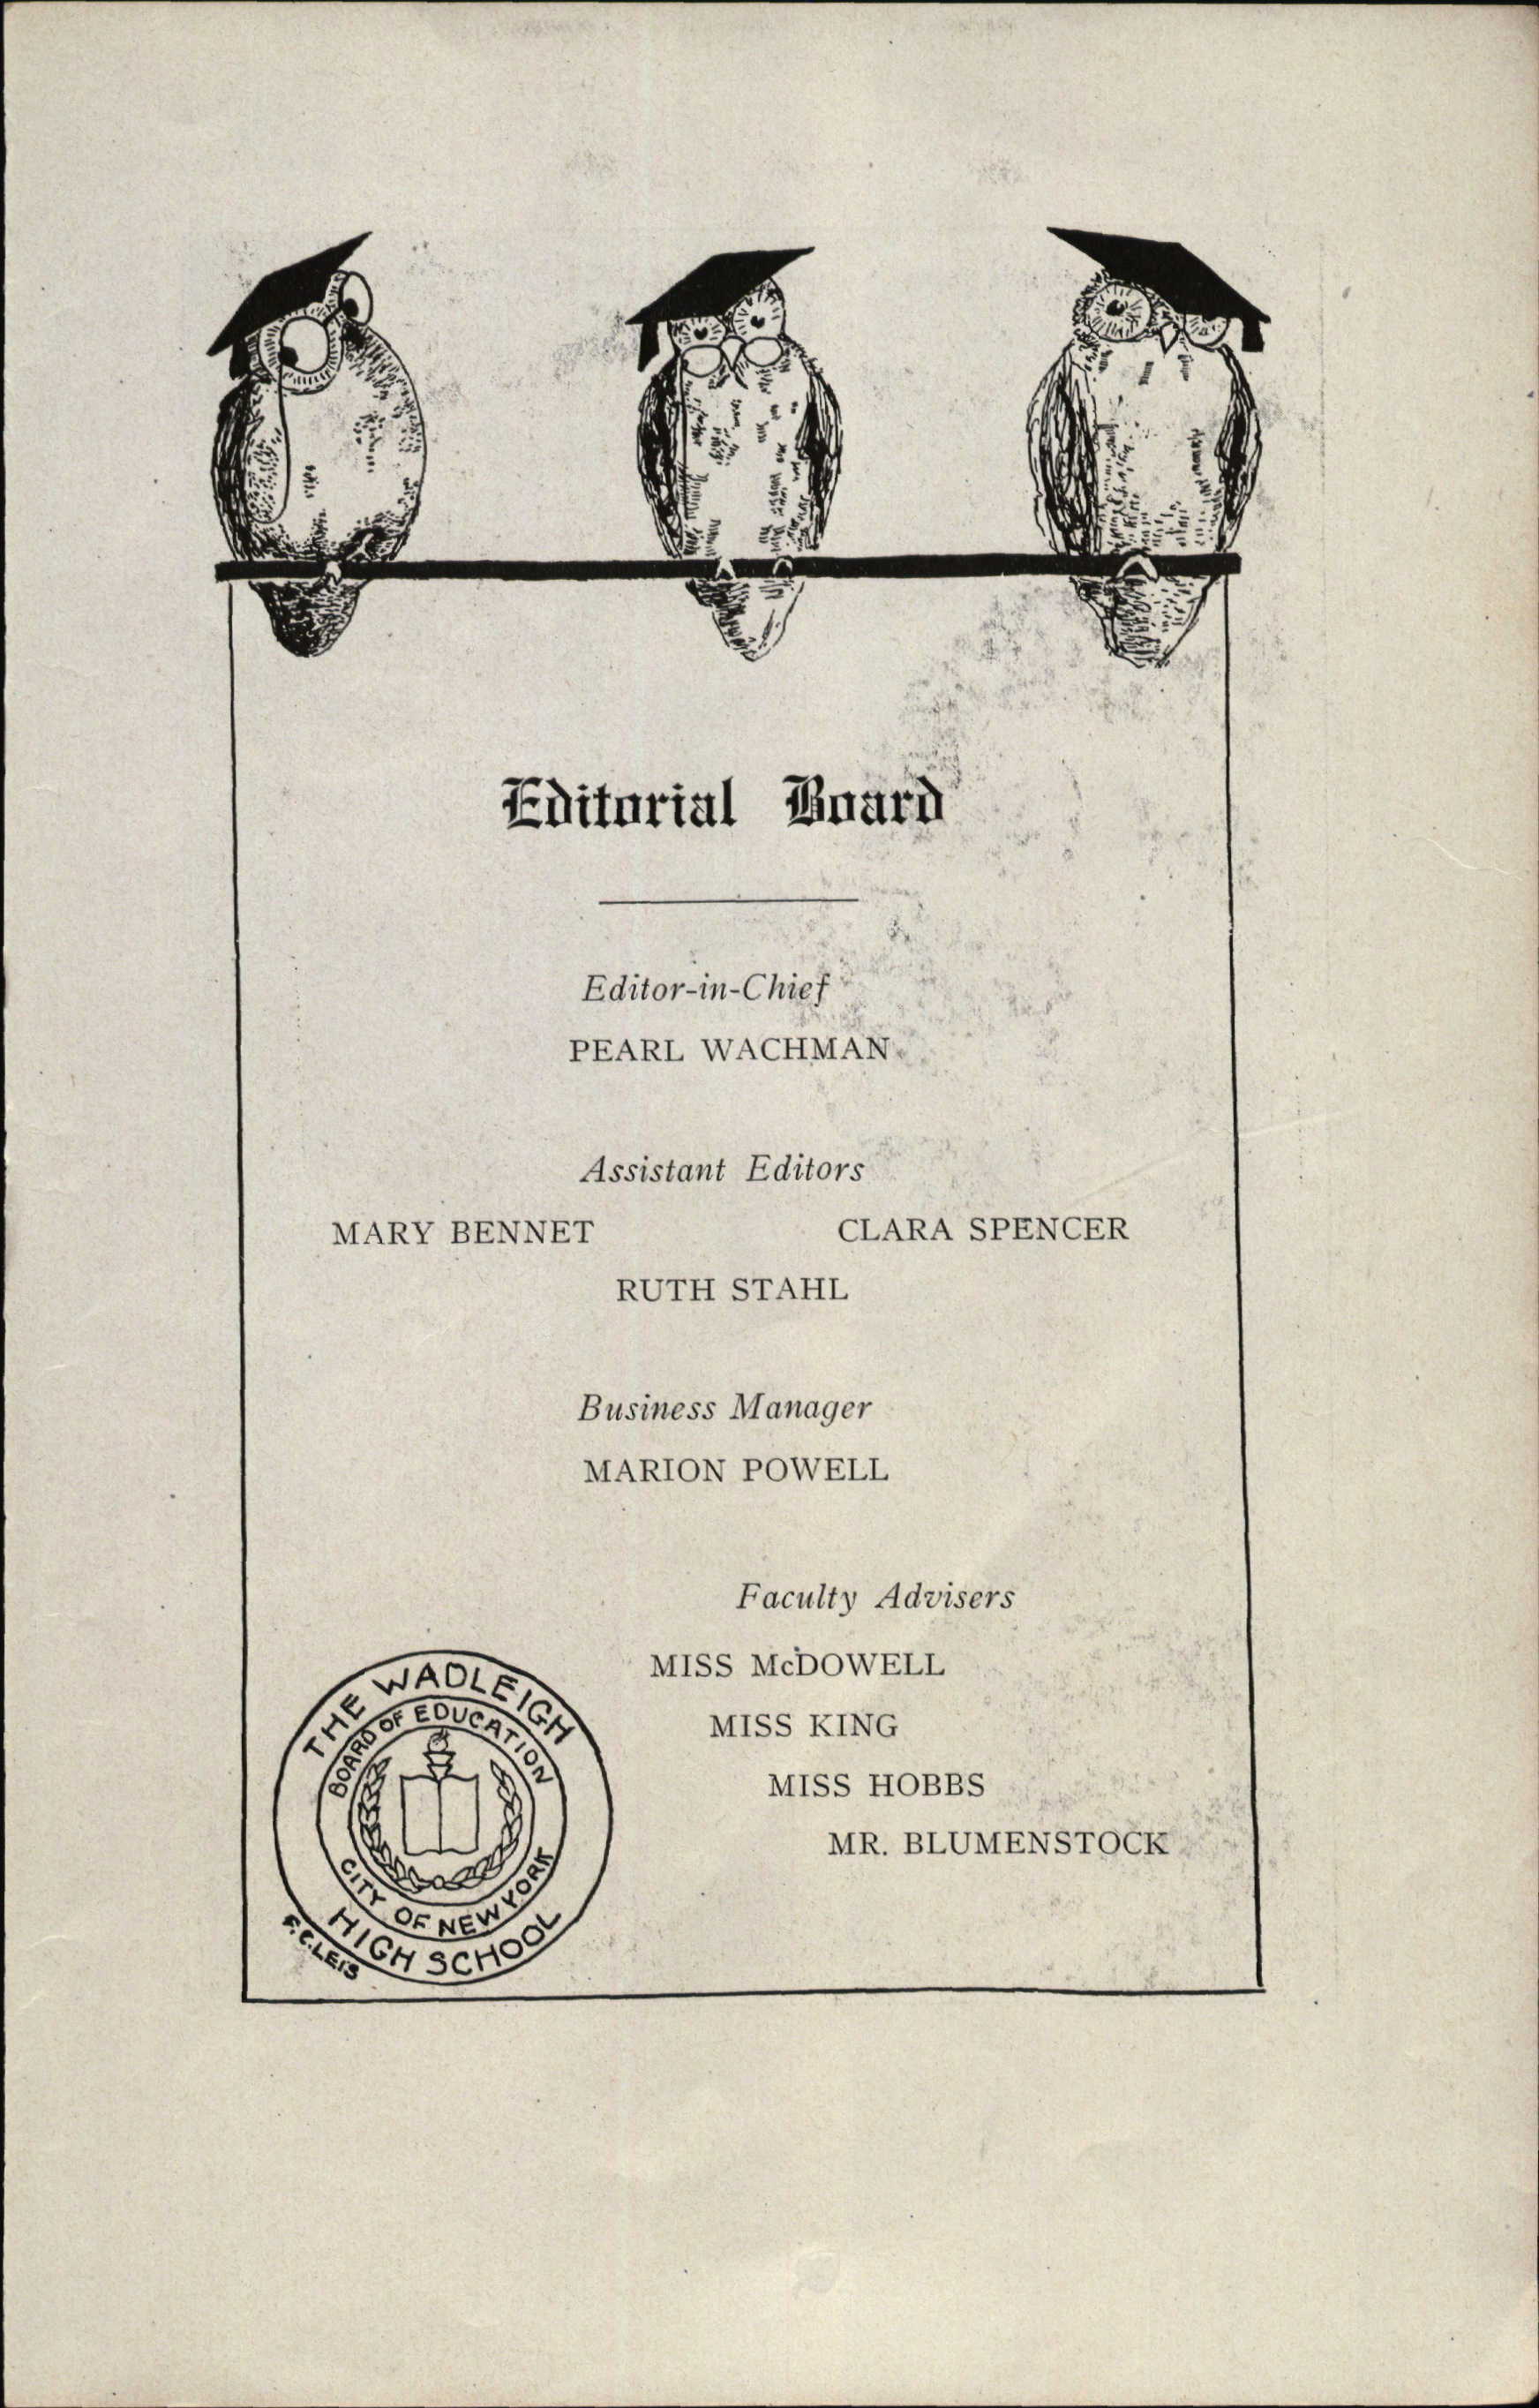 Editorial Board
Editor-in-Chief
PEARL WACHMAN
Assistant Editors
MARY BENNET CLARA SPENCER
RUTH STAHL
Business Manager
MARION POWELL
Faculty Advisers
MISS McDOWELL
MISS KING
MISS HOBBS
MR. BLUMENSTOCK
THE WADLEIGH
BOARD OF EDUCATION
CITY OF NEW YORK
HIGH SCHOOL
F.C.LEIS